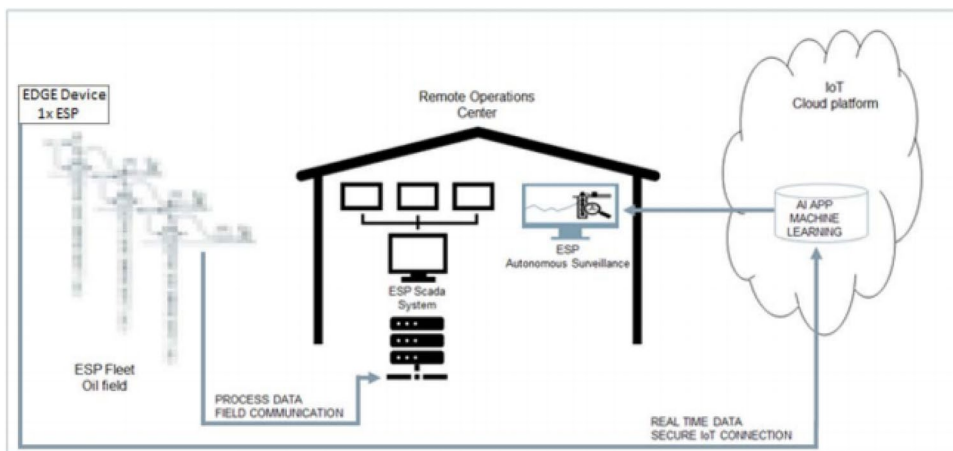 EDGE Device
1x ESP
Remote Operations
Center
IoT
Cloud platform
AI APP
MACHINE
LEARNING
ESP
Autonomous Surveillance
ESP Scada
System
ESP Fleet
Oil field
PROCESS DATA
FIELD COMMUNICATION
REAL TIME DATA
SECURE IoT CONNECTION